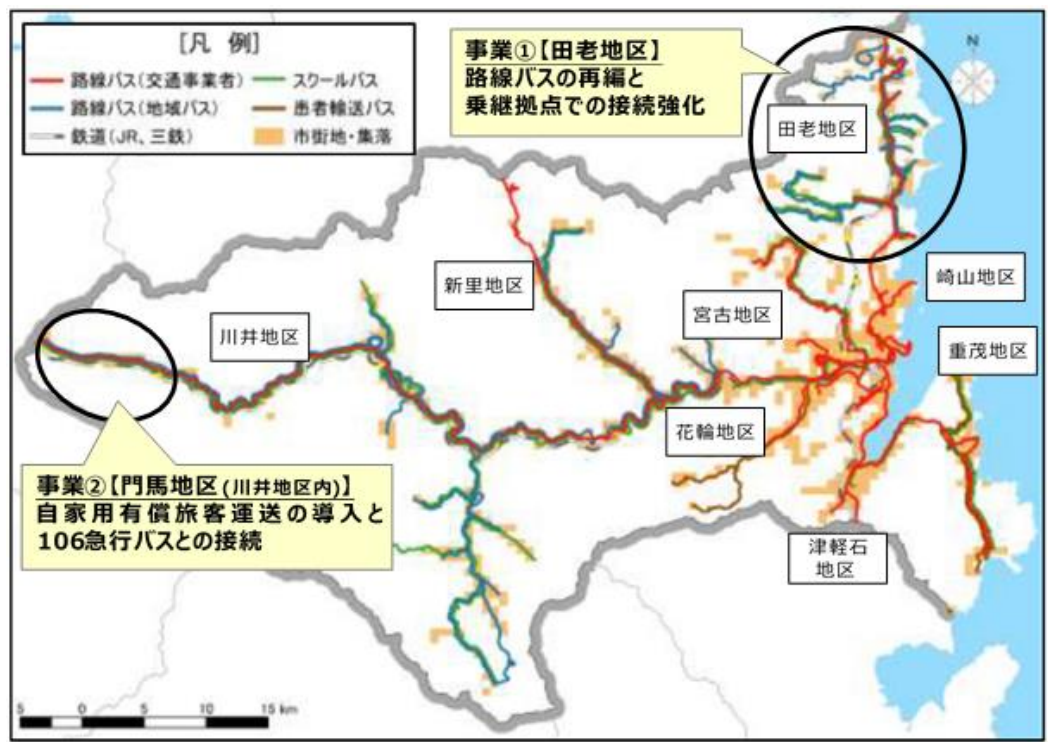 [凡 例]
路線バス(交通事業者)
スクールバス
路線バス(地域バス)
患者輸送バス
鉄道(JR、三鉄)
市街地・集落
事業①【田老地区】
路線バスの再編と
乗継拠点での接続強化
N
田老地区
新里地区
崎山地区
川井地区
宮古地区
重茂地区
花輪地区
事業②【門馬地区(川井地区内)】
自家用有償旅客運送の導入と
106急行バスとの接続
津軽石
地区
5 0 5 10 15 km